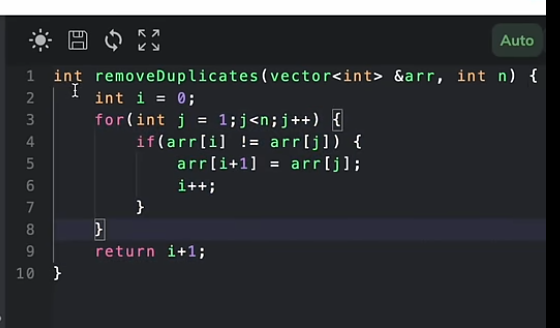 Auto
1 int removeDuplicates(vector<int> &arr, int n) {
2     int i = 0;
3     for(int j = 1;j<n;j++) {
4         if(arr[i] != arr[j]) {
5             arr[i+1] = arr[j];
6             i++;
7         }
8     }
9     return i+1;
10 }